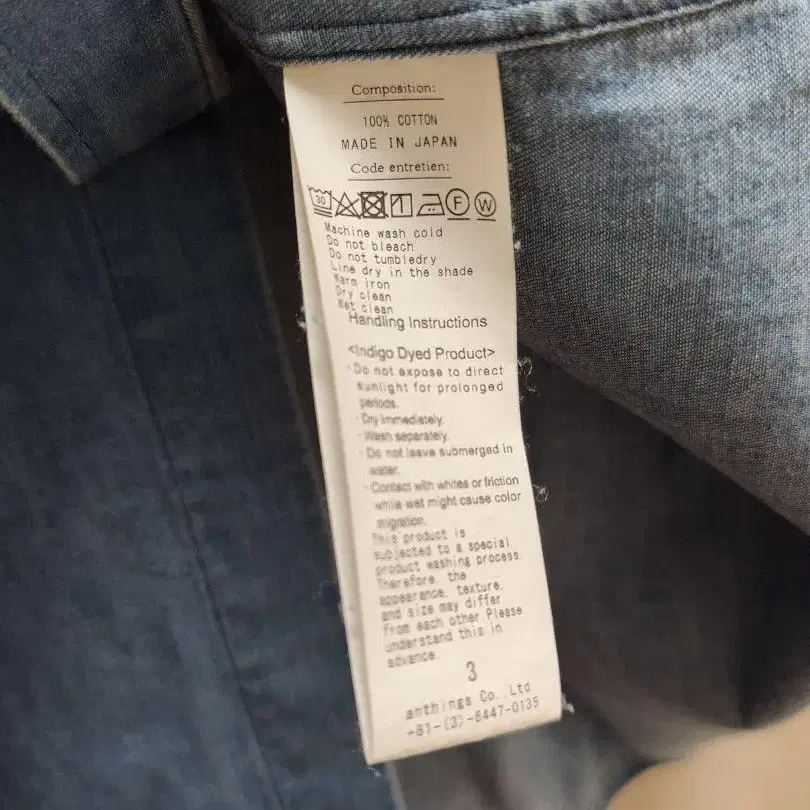 Composition:
100% COTTON
MADE IN JAPAN
Code entretien:
30 F W
Machine wash cold
Do not bleach
Do not tumbledry
Line dry in the shade
Warm iron
Dry clean
Wet clean
Handling Instructions
<Indigo Dyed Product>
・Do not expose to direct
sunlight for prolonged
periods.
・Dry immediately.
・Wash separately.
・Do not leave submerged in
water.
・Contact with whites or friction
while wet might cause color
migration.
This product is
subjected to a special
product washing process.
Therefore, the
appearance, texture,
and size may differ
from each other.Please
understand this in
advance.
3
anthings Co., Ltd.
+81-(3)-6447-0135